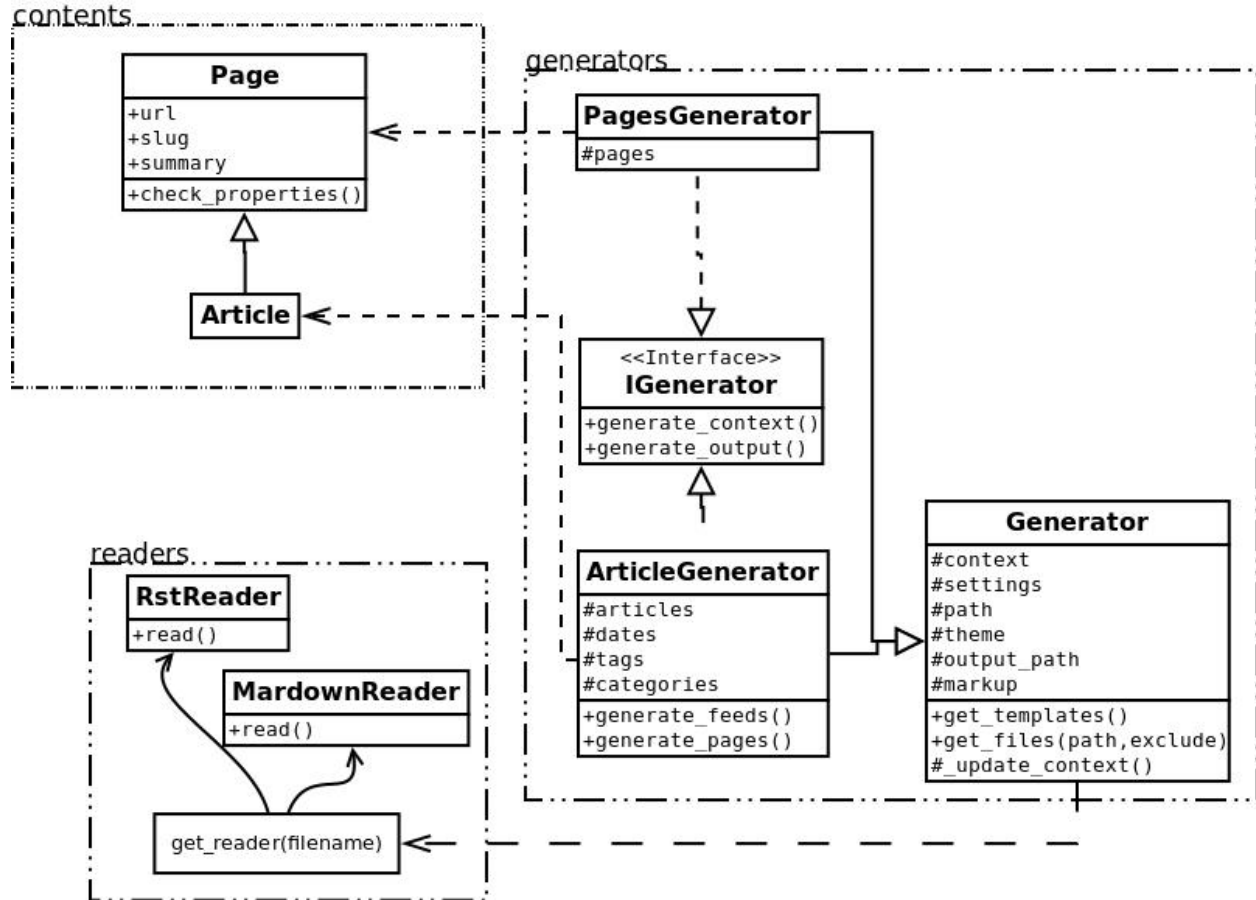 contents
Page
+url
+slug
+summary
+check_properties()
Article
generators
PagesGenerator
#pages
<<Interface>>
IGenerator
+generate_context()
+generate_output()
ArticleGenerator
#articles
#dates
#tags
#categories
+generate_feeds()
+generate_pages()
Generator
#context
#settings
#path
#theme
#output_path
#markup
+get_templates()
+get_files(path,exclude)
#_update_context()
readers
RstReader
+read()
MardownReader
+read()
get_reader(filename)